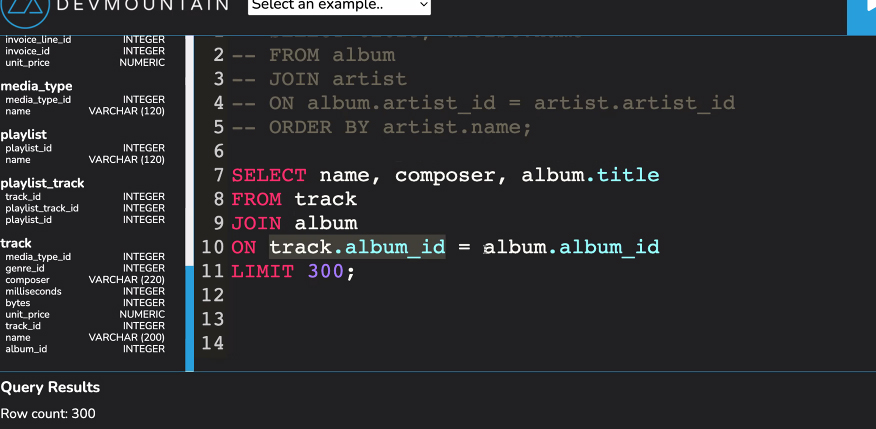 DEVMOUNTAIN
Select an example..
invoice_line_id INTEGER
invoice_id INTEGER
unit_price NUMERIC
media_type
media_type_id INTEGER
name VARCHAR (120)
playlist
playlist_id INTEGER
name VARCHAR (120)
playlist_track
track_id INTEGER
playlist_track_id INTEGER
playlist_id INTEGER
track
media_type_id INTEGER
genre_id INTEGER
composer VARCHAR (220)
milliseconds INTEGER
bytes INTEGER
unit_price NUMERIC
track_id INTEGER
name VARCHAR (200)
album_id INTEGER
2 -- FROM album
3 -- JOIN artist
4 -- ON album.artist_id = artist.artist_id
5 -- ORDER BY artist.name;
6
7 SELECT name, composer, album.title
8 FROM track
9 JOIN album
10 ON track.album_id = album.album_id
11 LIMIT 300;
12
13
14
Query Results
Row count: 300